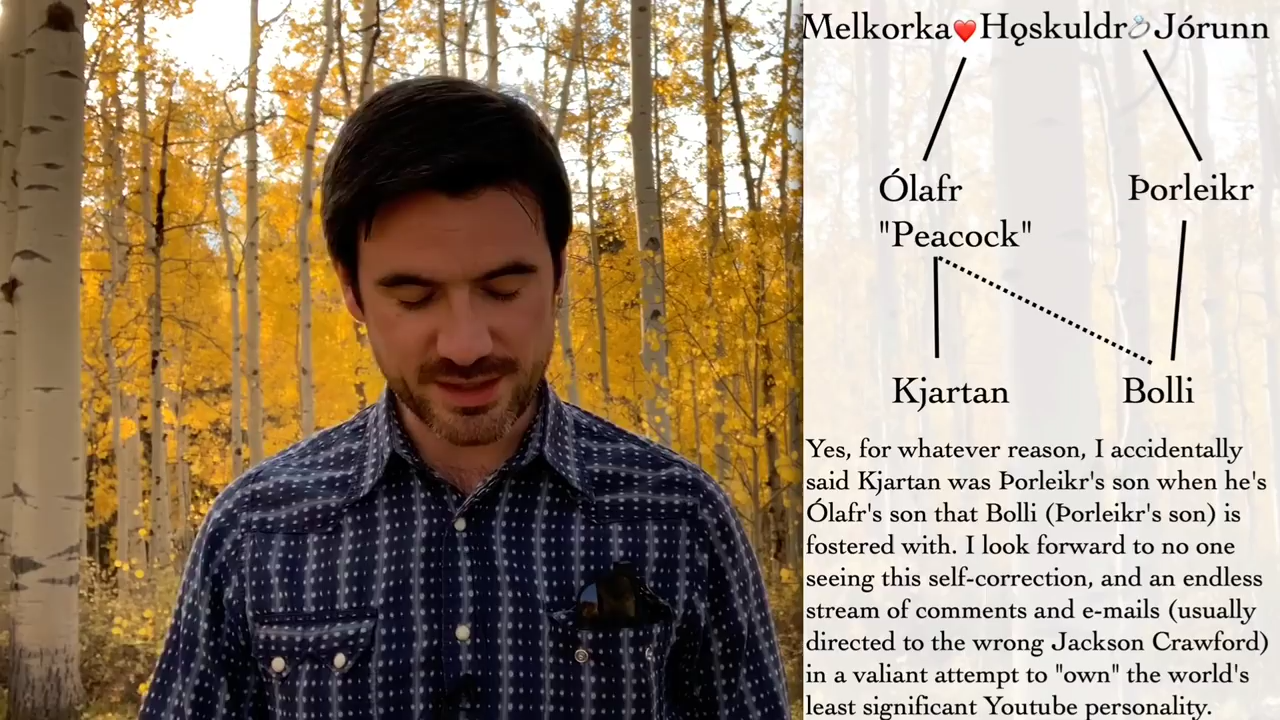 Melkorka❤️Hǫskuldr💍Jórunn
Ólafr
"Peacock"
Þorleikr
Kjartan
Bolli
Yes, for whatever reason, I accidentally
said Kjartan was Þorleikr's son when he's
Ólafr's son that Bolli (Þorleikr's son) is
fostered with. I look forward to no one
seeing this self-correction, and an endless
stream of comments and e-mails (usually
directed to the wrong Jackson Crawford)
in a valiant attempt to "own" the world's
least significant Youtube personality.